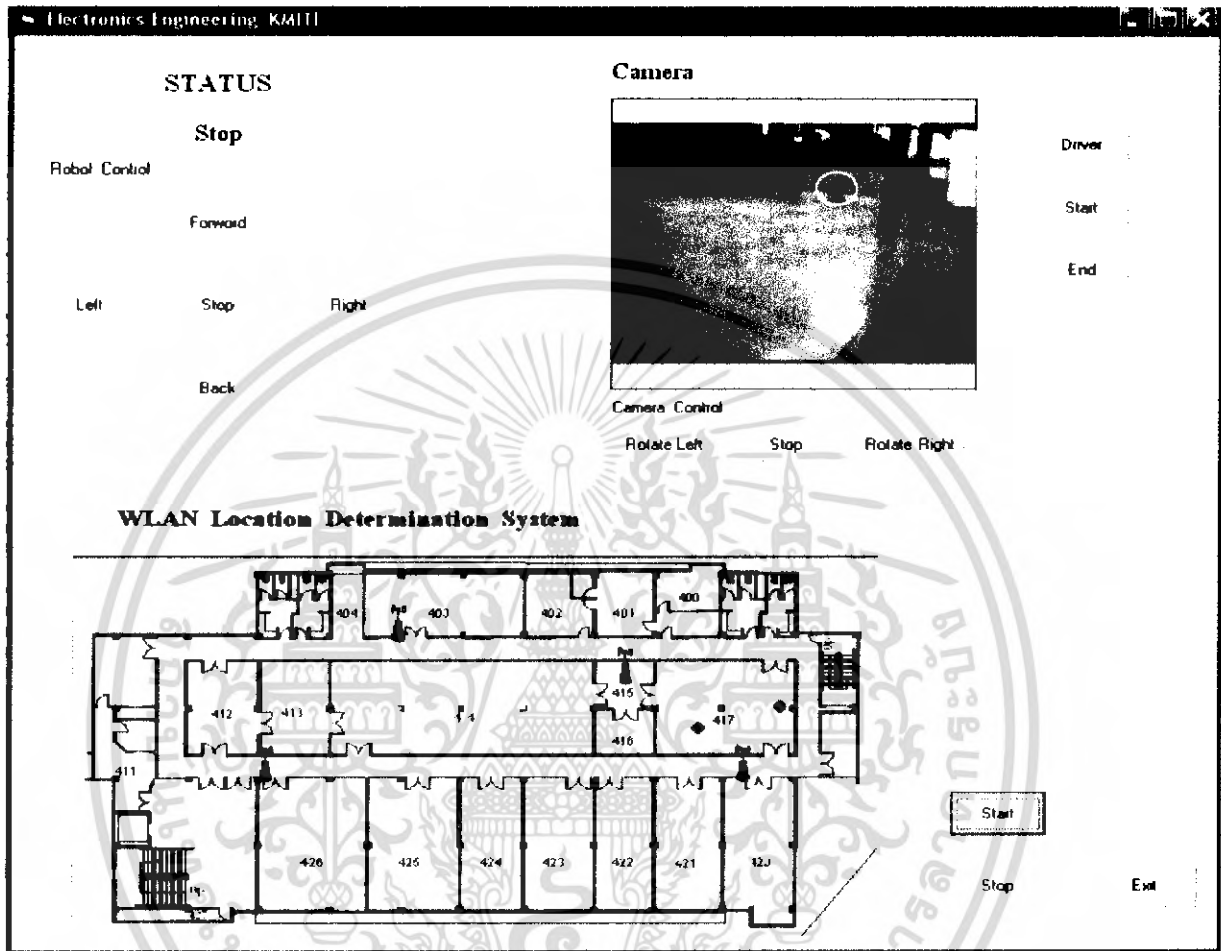 Electronics Engineering KMITL
STATUS
Stop
Robot Control
Forward
Left Stop Right
Back
Camera
Driver
Start
End
Camera Control
Rotate Left Stop Rotate Right
WLAN Location Determination System
404 403 402 401 400
412 413 415 417
416
411
426 425 424 423 422 421
Start
Stop Exit